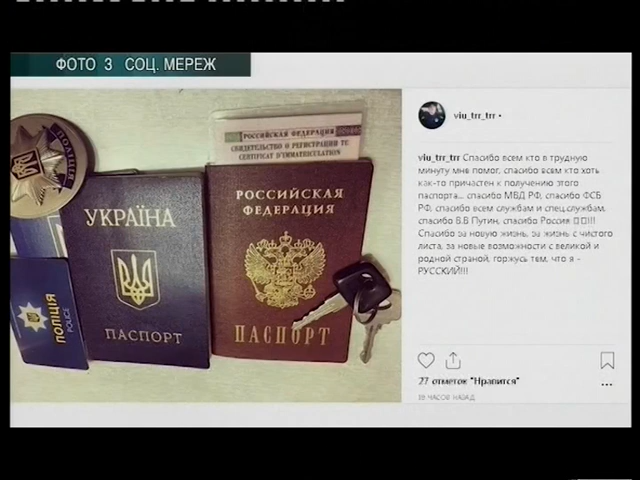 ФОТО З СОЦ. МЕРЕЖ
ПОЛІЦІЯ
ПОЛІЦІЯ
POLICE
УКРАЇНА
ПАСПОРТ
РОССИЙСКАЯ ФЕДЕРАЦИЯ
СВИДЕТЕЛЬСТВО О РЕГИСТРАЦИИ ТС
CERTIFICAT D'IMMATRICULATION
РОССИЙСКАЯ
ФЕДЕРАЦИЯ
ПАСПОРТ
viu_trr_trr •
viu_trr_trr Спасибо всем кто в трудную
минуту мне помог, спасибо всем кто хоть
как-то причастен к получению этого
паспорта... спасибо МВД РФ, спасибо ФСБ
РФ, спасибо всем службам и спец.службам,
спасибо В.В Путин, спасибо Россия !!!
Спасибо за новую жизнь, за жизнь с чистого
листа, за новые возможности с великой и
родной страной, горжусь тем, что я -
РУССКИЙ!!!
27 отметок "Нравится"
ЧАСОВ НАЗАД